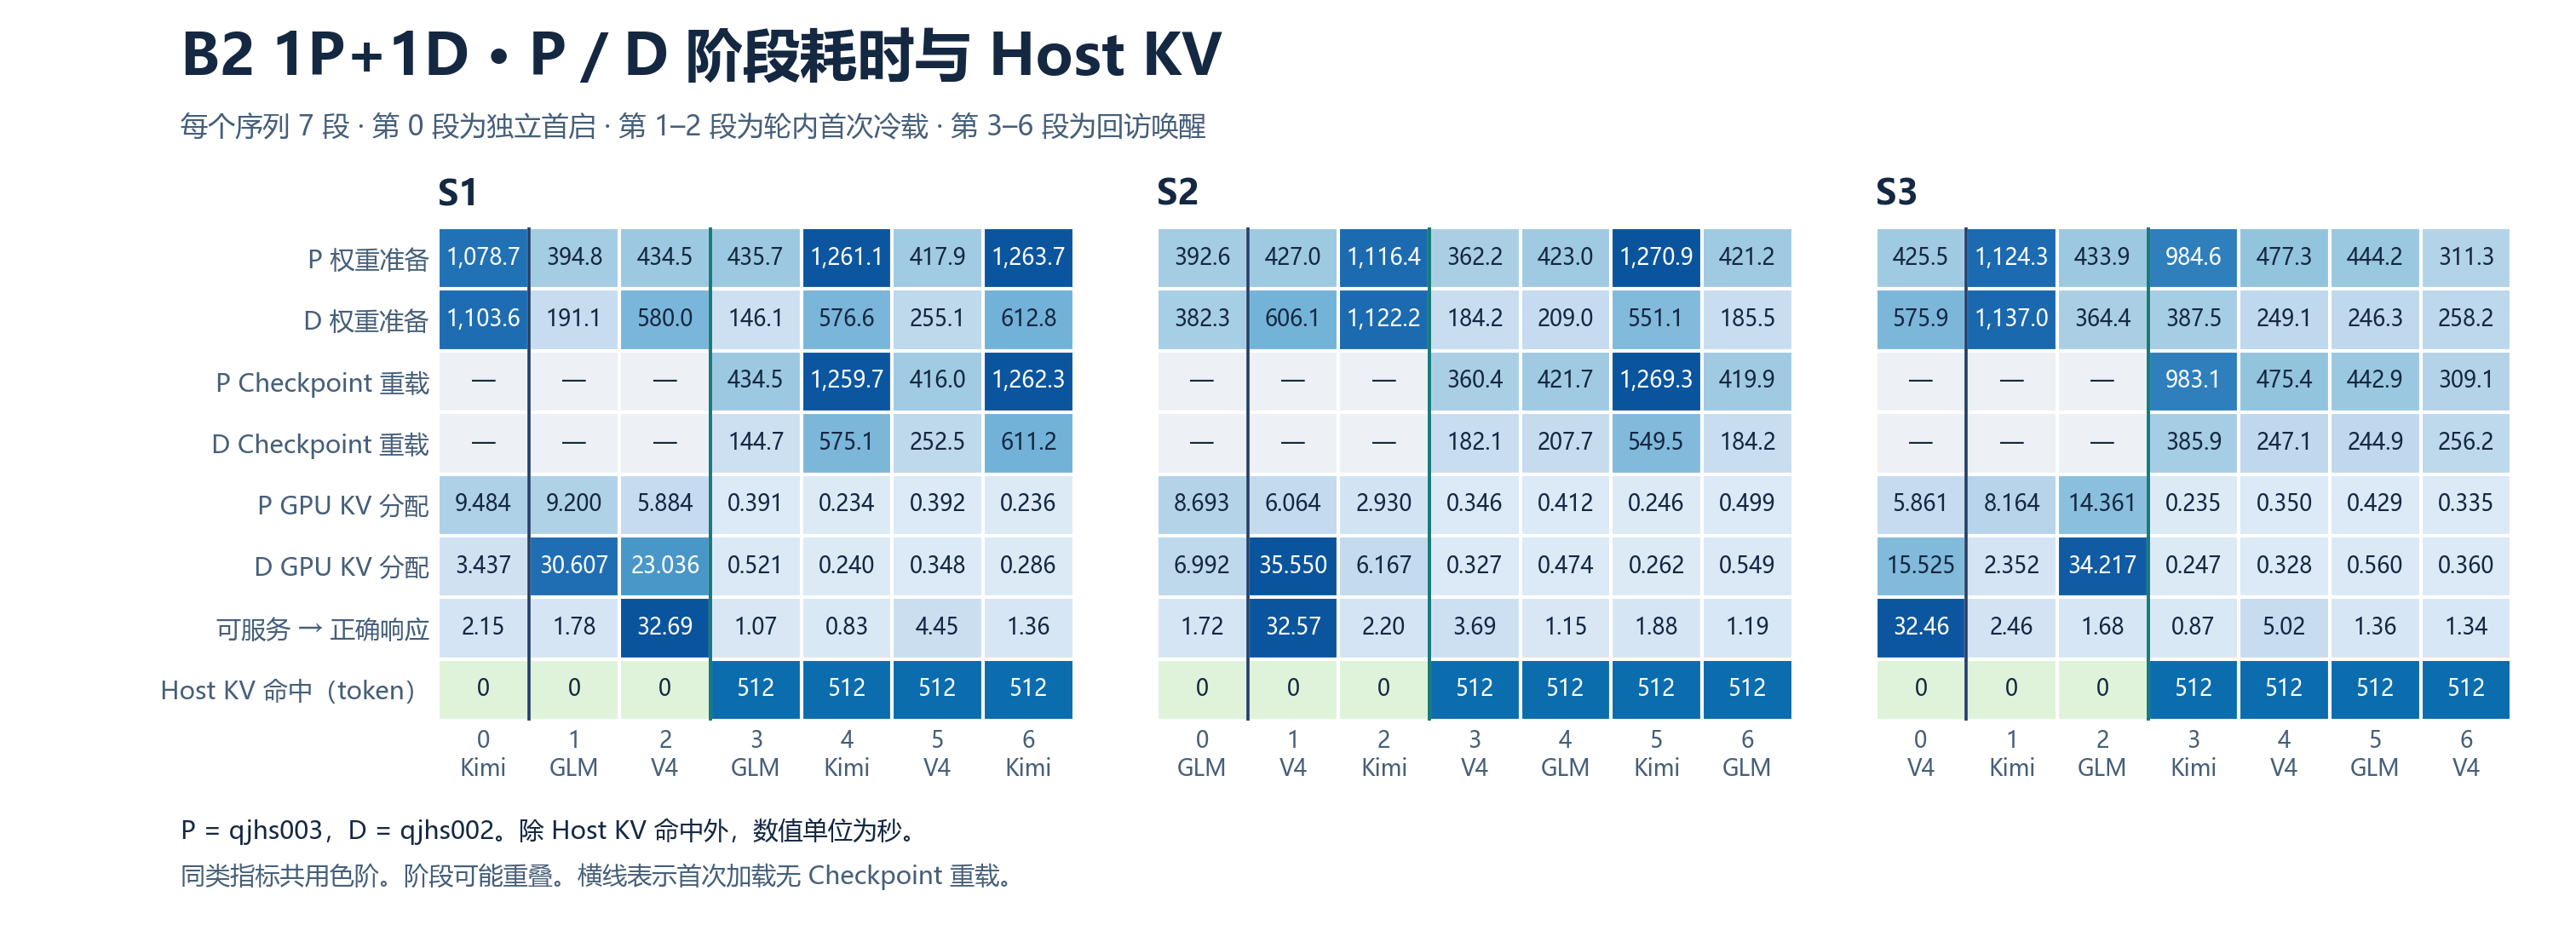 B2 1P+1D · P / D 阶段耗时与 Host KV
每个序列 7 段 · 第 0 段为独立首启 · 第 1–2 段为轮内首次冷载 · 第 3–6 段为回访唤醒
S1 S2 S3
P 权重准备 1,078.7 394.8 434.5 435.7 1,261.1 417.9 1,263.7 392.6 427.0 1,116.4 362.2 423.0 1,270.9 421.2 425.5 1,124.3 433.9 984.6 477.3 444.2 311.3
D 权重准备 1,103.6 191.1 580.0 146.1 576.6 255.1 612.8 382.3 606.1 1,122.2 184.2 209.0 551.1 185.5 575.9 1,137.0 364.4 387.5 249.1 246.3 258.2
P Checkpoint 重载 — — — 434.5 1,259.7 416.0 1,262.3 — — — 360.4 421.7 1,269.3 419.9 — — — 983.1 475.4 442.9 309.1
D Checkpoint 重载 — — — 144.7 575.1 252.5 611.2 — — — 182.1 207.7 549.5 184.2 — — — 385.9 247.1 244.9 256.2
P GPU KV 分配 9.484 9.200 5.884 0.391 0.234 0.392 0.236 8.693 6.064 2.930 0.346 0.412 0.246 0.499 5.861 8.164 14.361 0.235 0.350 0.429 0.335
D GPU KV 分配 3.437 30.607 23.036 0.521 0.240 0.348 0.286 6.992 35.550 6.167 0.327 0.474 0.262 0.549 15.525 2.352 34.217 0.247 0.328 0.560 0.360
可服务 → 正确响应 2.15 1.78 32.69 1.07 0.83 4.45 1.36 1.72 32.57 2.20 3.69 1.15 1.88 1.19 32.46 2.46 1.68 0.87 5.02 1.36 1.34
Host KV 命中（token） 0 0 0 512 512 512 512 0 0 0 512 512 512 512 0 0 0 512 512 512 512
0 1 2 3 4 5 6 0 1 2 3 4 5 6 0 1 2 3 4 5 6
Kimi GLM V4 GLM Kimi V4 Kimi GLM V4 Kimi V4 GLM Kimi GLM V4 Kimi GLM Kimi V4 GLM V4
P = qjhs003，D = qjhs002。除 Host KV 命中外，数值单位为秒。
同类指标共用色阶。阶段可能重叠。横线表示首次加载无 Checkpoint 重载。